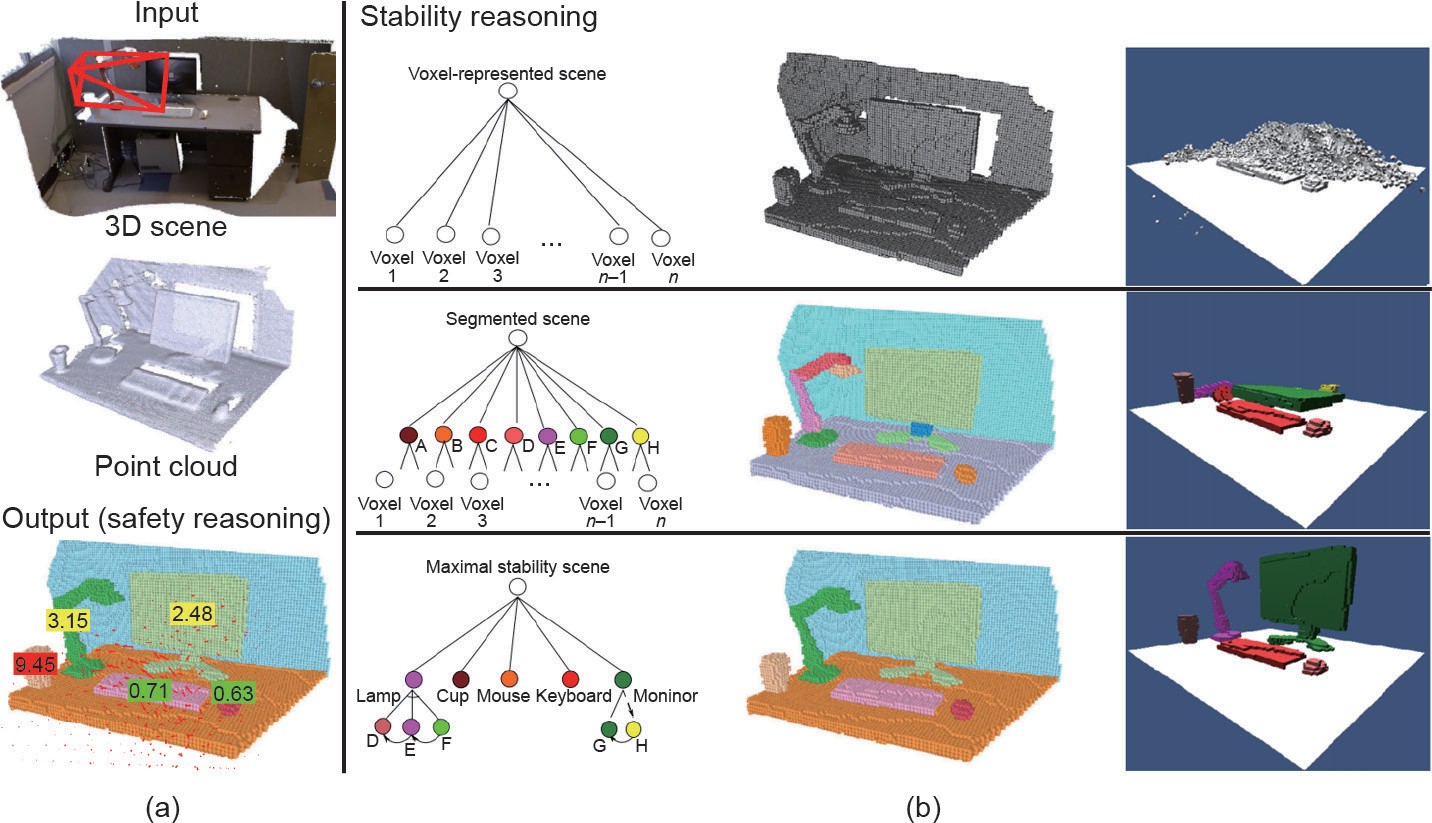 Input
3D scene
Point cloud
Output (safety reasoning)
3.15
2.48
9.45
0.71
0.63
(a)
Stability reasoning
Voxel-represented scene
...
Voxel Voxel Voxel Voxel Voxel
1 2 3 n–1 n
Segmented scene
A B C D E F G H
...
Voxel Voxel Voxel Voxel Voxel
1 2 3 n–1 n
Maximal stability scene
Lamp Cup Mouse Keyboard Moninor
D E F G H
(b)